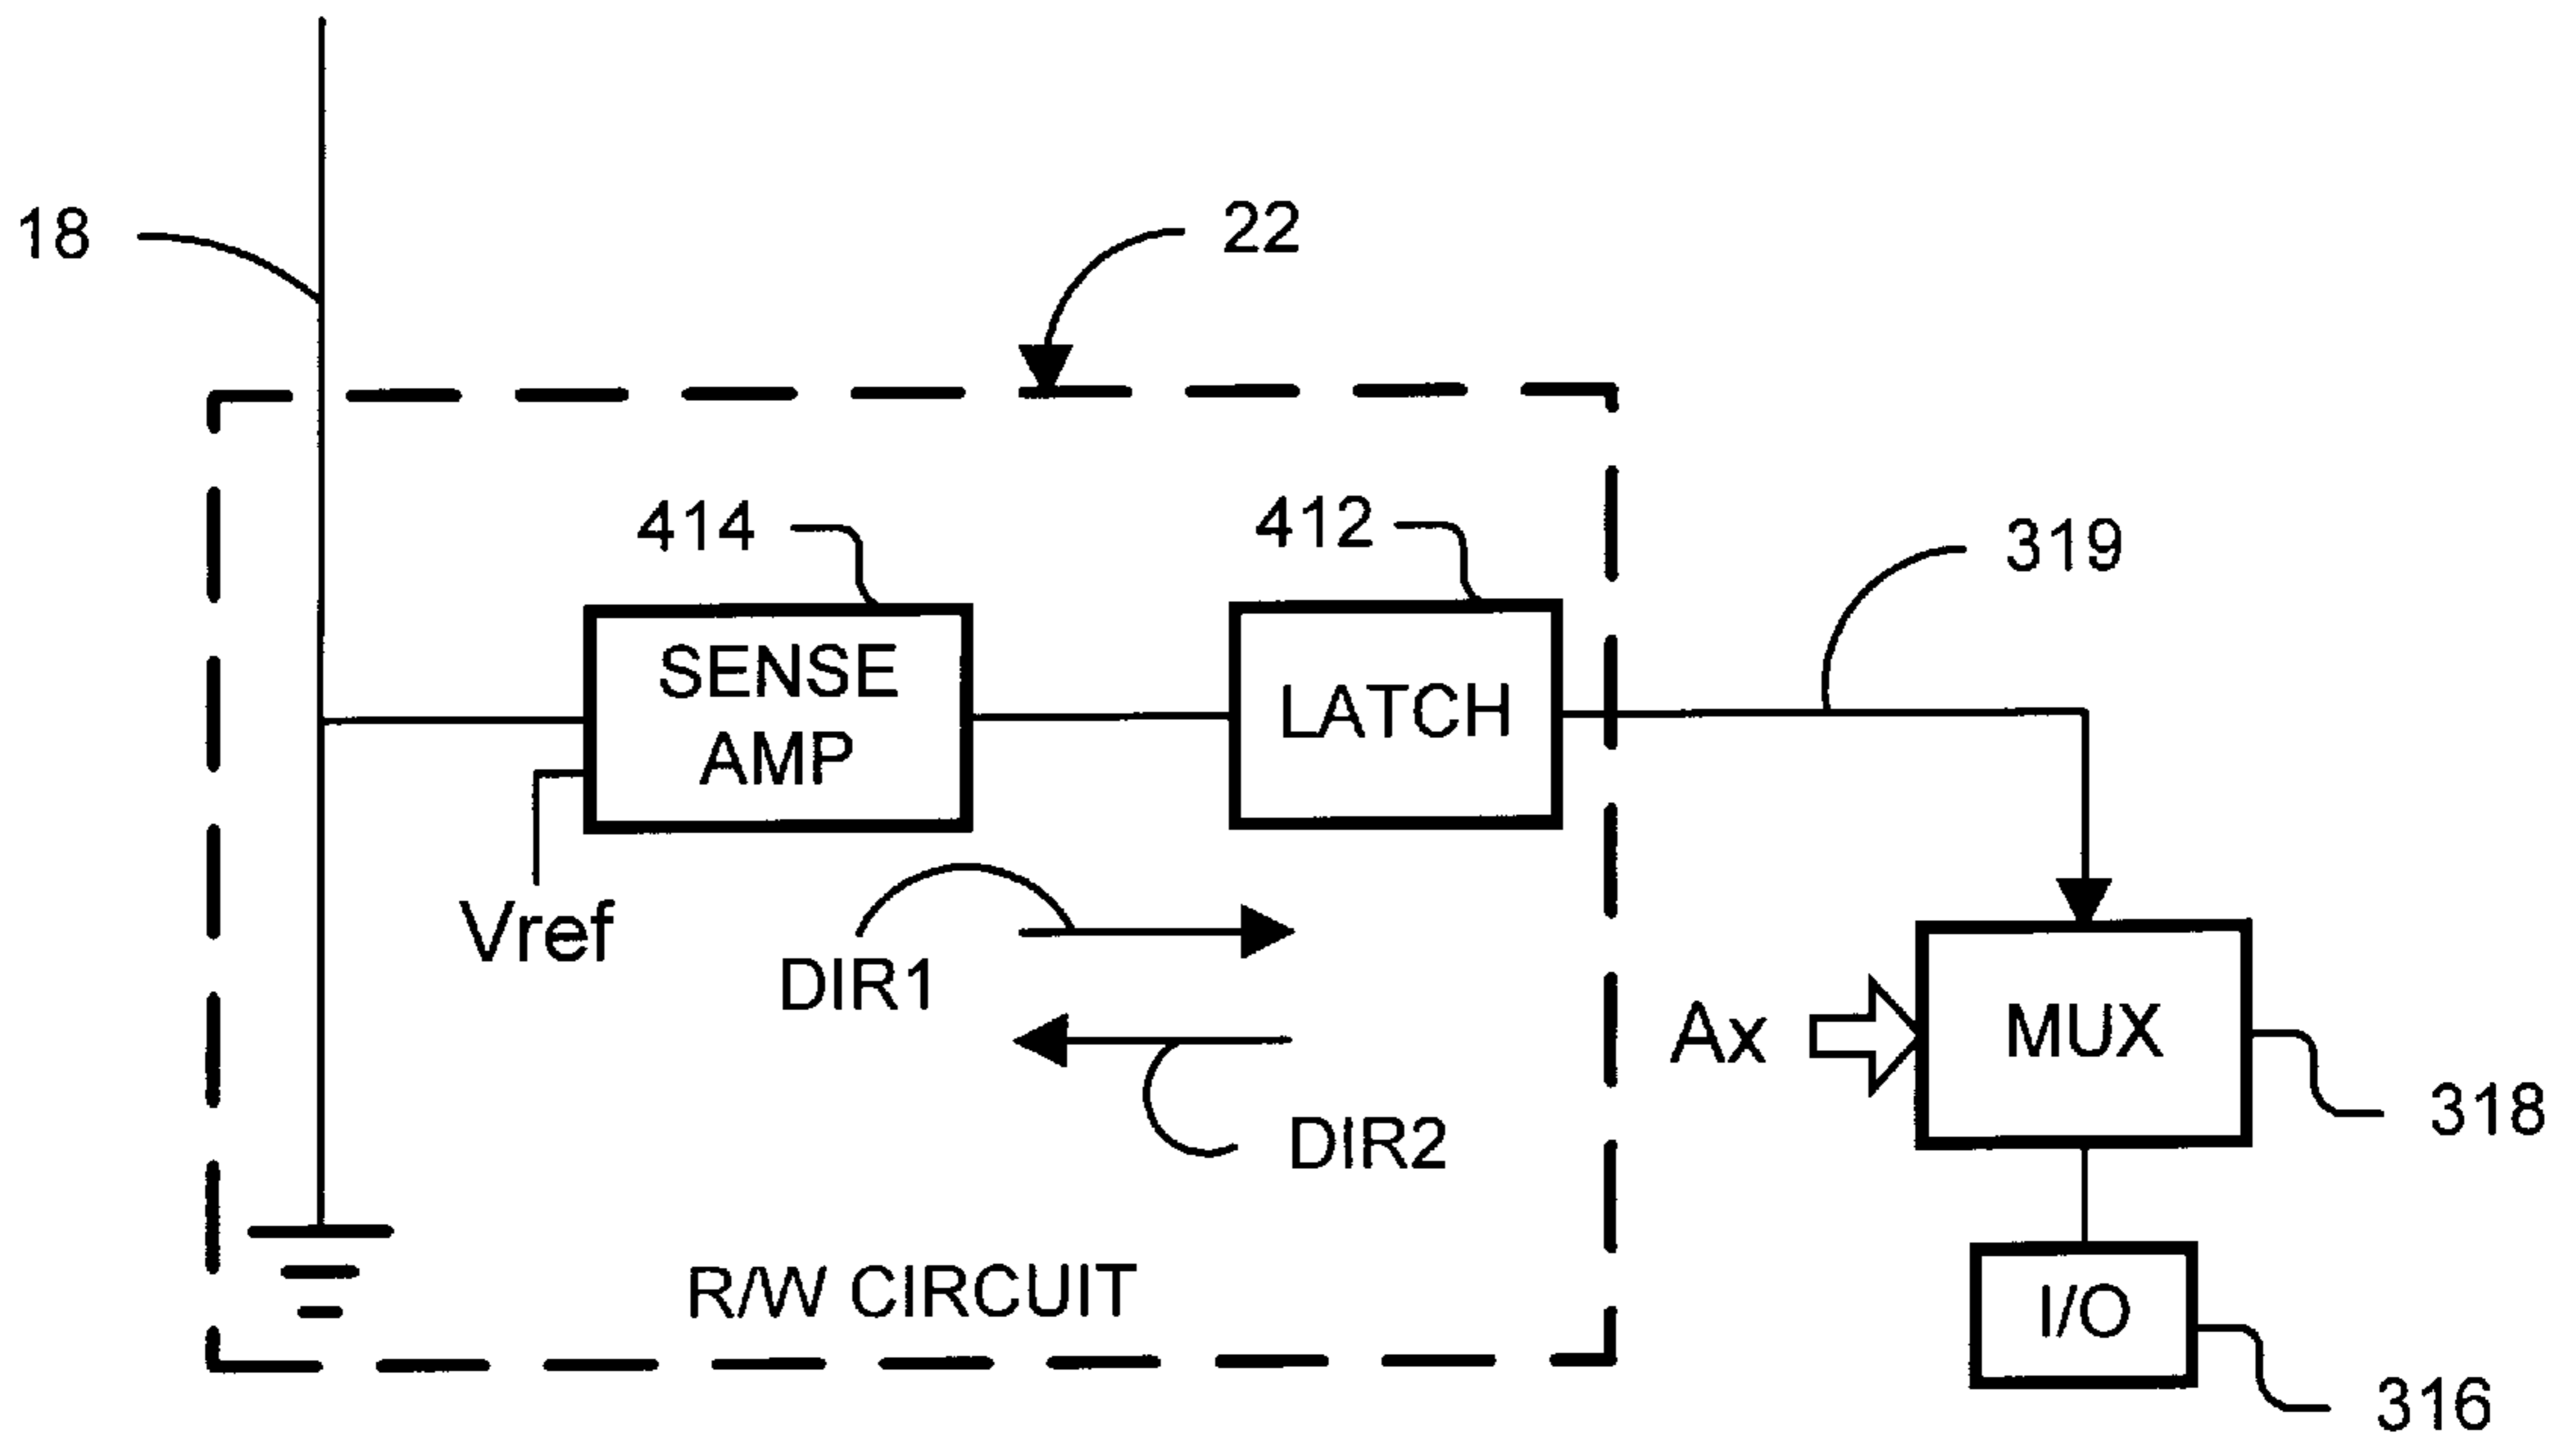 22
18
414
412
319
SENSE
AMP
LATCH
Vref
DIR1
Ax
MUX
DIR2
318
R/W CIRCUIT
I/O
316